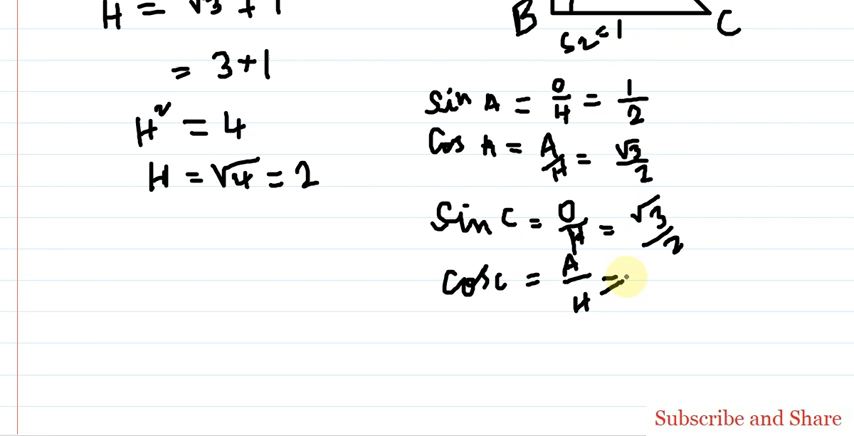 H = √3 + 1
= 3+1
H² = 4
H = √4 = 2
B
C
S2=1
sin A = O/H = 1/2
Cos A = A/H = √3/2
Sin C = O/H = √3/2
Cos C = A/H =
Subscribe and Share